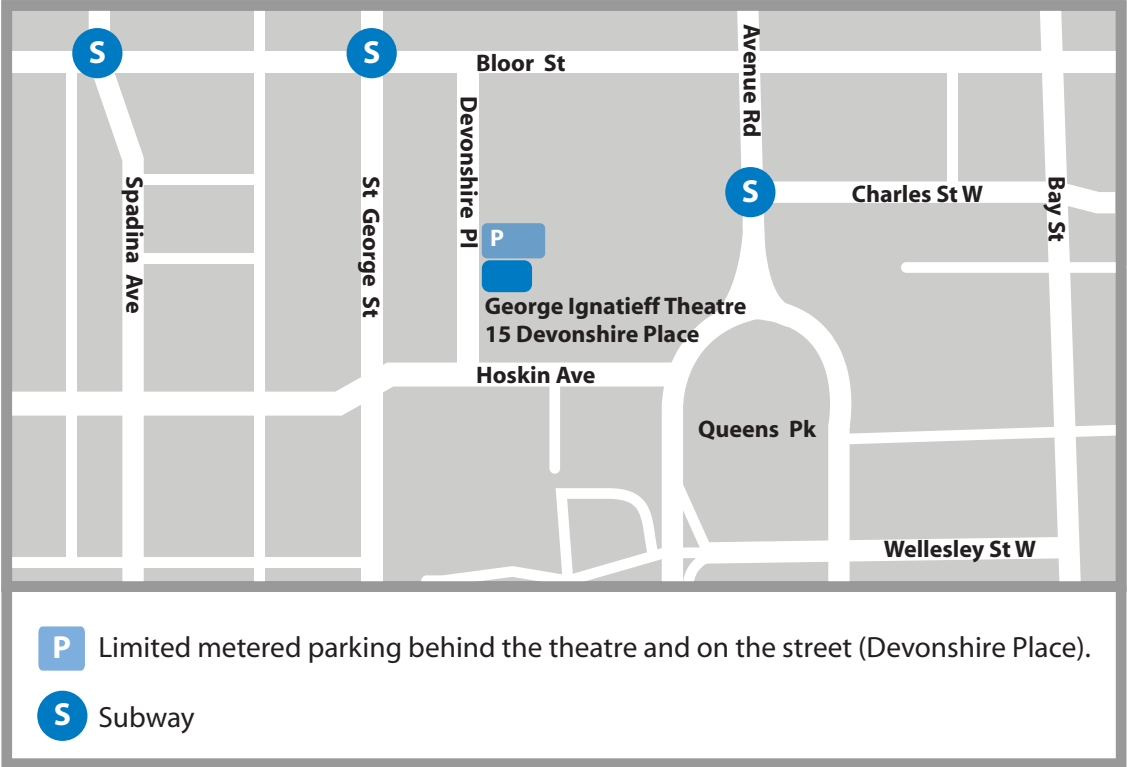 S
S
Bloor St
Avenue Rd
Devonshire Pl
Spadina Ave
St George St
S
Charles St W
Bay St
P
George Ignatieff Theatre
15 Devonshire Place
Hoskin Ave
Queens Pk
Wellesley St W
P Limited metered parking behind the theatre and on the street (Devonshire Place).
S Subway